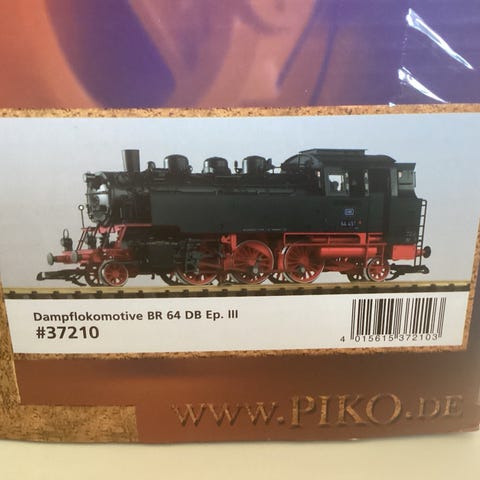 Dampflokomotive BR 64 DB Ep. III
#37210
4 015615 372103
WWW.PIKO.DE